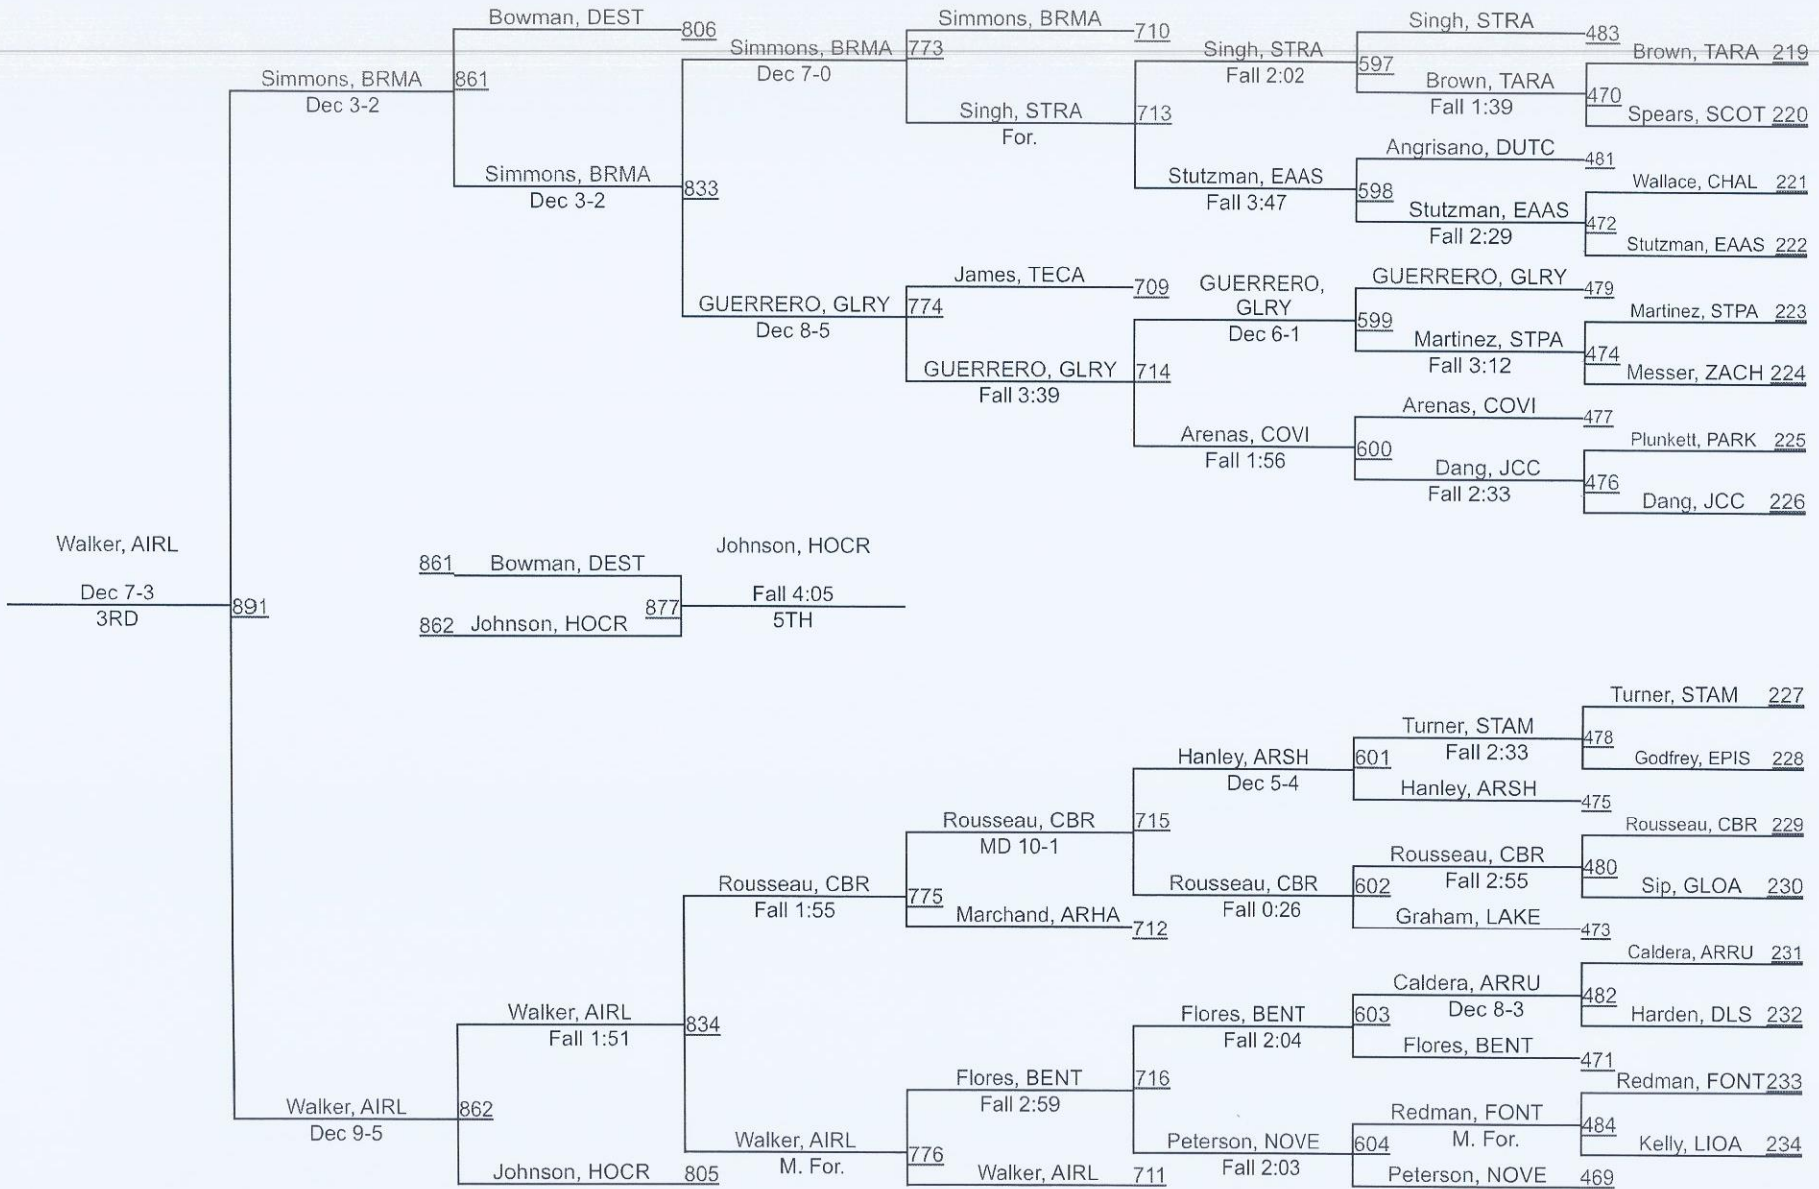 Bowman, DEST
806
Simmons, BRMA
Dec 3-2
861
Simmons, BRMA
Dec 3-2
833
Simmons, BRMA
Dec 7-0
773
Simmons, BRMA
710
Singh, STRA
For.
713
Singh, STRA
Fall 2:02
597
Singh, STRA
483
Brown, TARA
Fall 1:39
470
Brown, TARA 219
Spears, SCOT 220
Stutzman, EAAS
Fall 3:47
598
Angrisano, DUTC
481
Stutzman, EAAS
Fall 2:29
472
Wallace, CHAL 221
Stutzman, EAAS 222
GUERRERO, GLRY
Dec 8-5
774
James, TECA
709
GUERRERO, GLRY
Fall 3:39
714
GUERRERO,
GLRY
Dec 6-1
599
GUERRERO, GLRY
479
Martinez, STPA
Fall 3:12
474
Martinez, STPA 223
Messer, ZACH 224
Arenas, COVI
Fall 1:56
600
Arenas, COVI
477
Dang, JCC
Fall 2:33
476
Plunkett, PARK 225
Dang, JCC 226
Walker, AIRL
Dec 7-3
3RD
891
861 Bowman, DEST
862 Johnson, HOCR
877
Johnson, HOCR
Fall 4:05
5TH
Walker, AIRL
Dec 9-5
862
Walker, AIRL
Fall 1:51
834
Johnson, HOCR
805
Rousseau, CBR
Fall 1:55
775
Rousseau, CBR
MD 10-1
715
Marchand, ARHA
712
Hanley, ARSH
Dec 5-4
601
Turner, STAM
Fall 2:33
478
Turner, STAM 227
Godfrey, EPIS 228
Hanley, ARSH
475
Rousseau, CBR
Fall 0:26
602
Rousseau, CBR
Fall 2:55
480
Rousseau, CBR 229
Sip, GLOA 230
Graham, LAKE
473
Walker, AIRL
M. For.
776
Flores, BENT
Fall 2:59
716
Walker, AIRL
711
Flores, BENT
Fall 2:04
603
Caldera, ARRU
Dec 8-3
482
Caldera, ARRU 231
Harden, DLS 232
Flores, BENT
471
Peterson, NOVE
Fall 2:03
604
Redman, FONT
M. For.
484
Redman, FONT 233
Kelly, LIOA 234
Peterson, NOVE
469